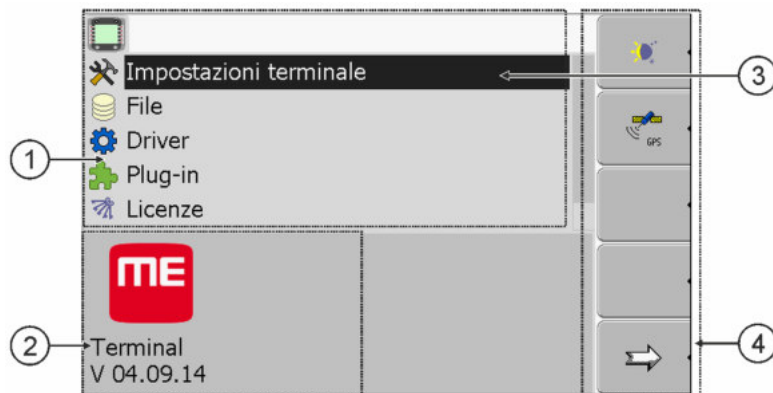 Impostazioni terminale
3
File
GPS
Driver
1
Plug-in
Licenze
ME
2
Terminal
V 04.09.14
4